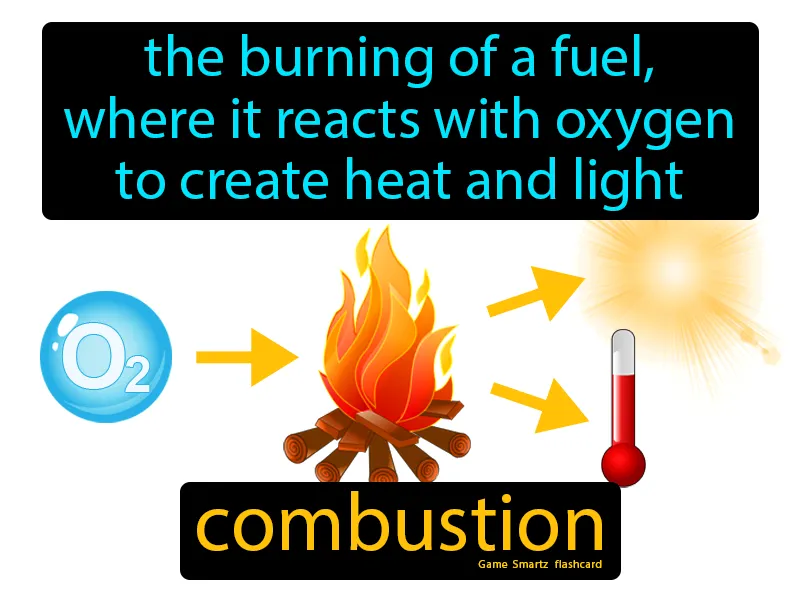 the burning of a fuel,
where it reacts with oxygen
to create heat and light
O2
combustion
Game Smartz flashcard